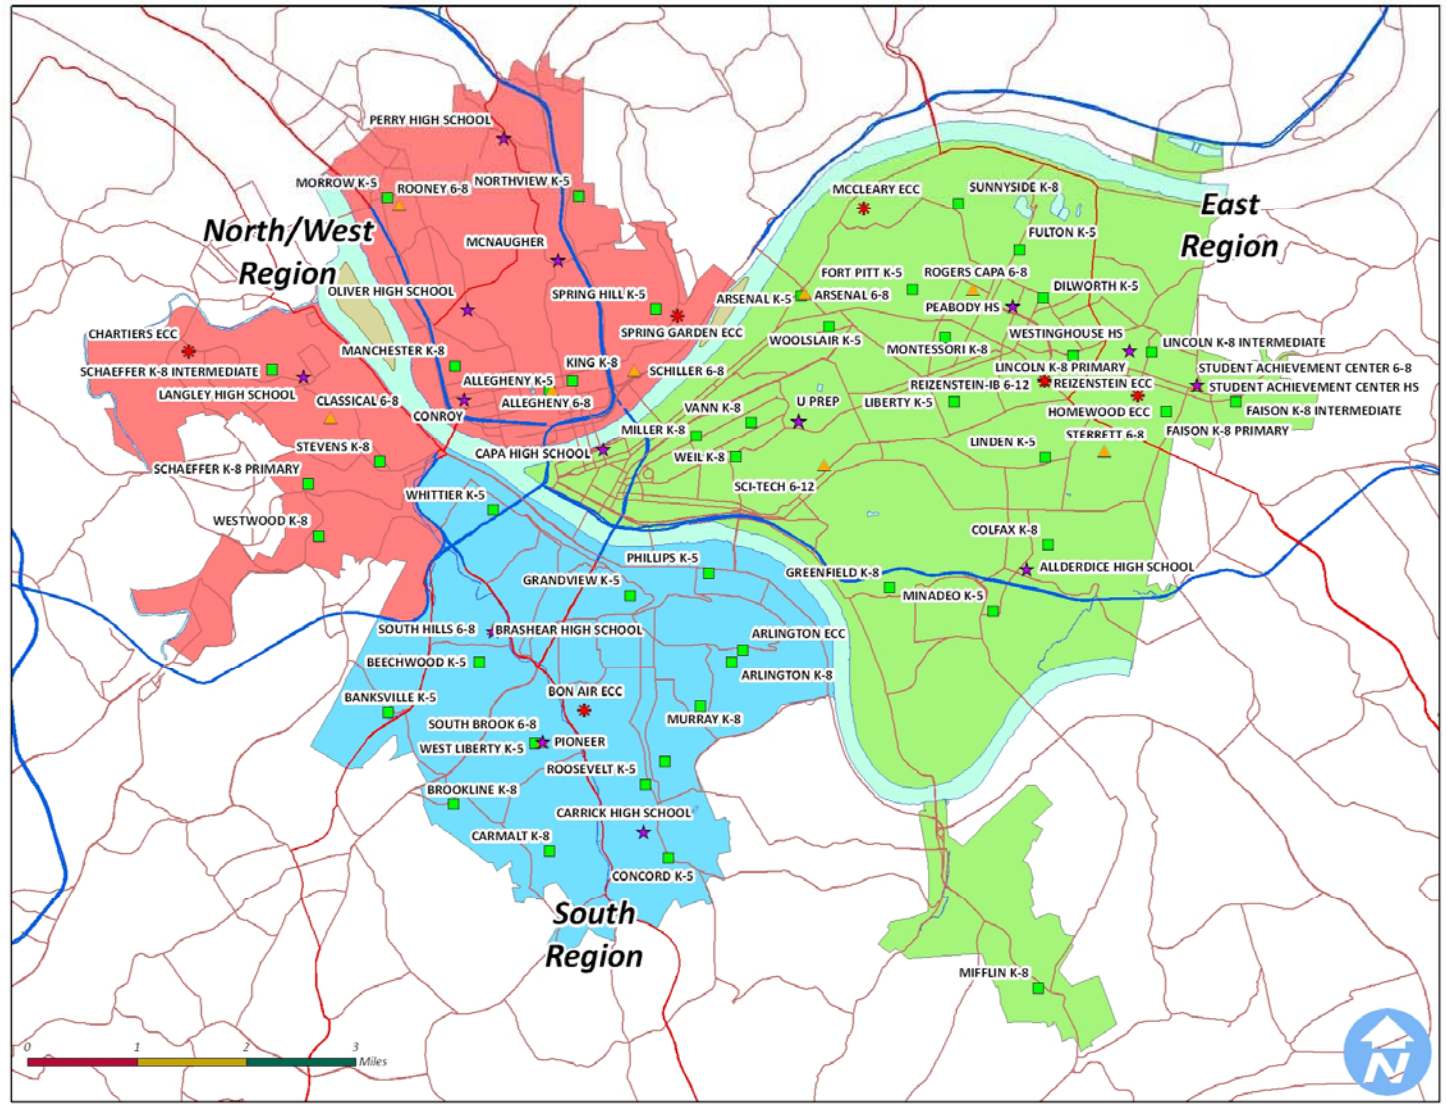 PERRY HIGH SCHOOL
MORROW K-5
ROONEY 6-8
NORTHVIEW K-5
MCCLEARY ECC
SUNNYSIDE K-8
North/West
Region
East
Region
FULTON K-5
MCNAUGHER
OLIVER HIGH SCHOOL
SPRING HILL K-5
ARSENAL K-5
ARSENAL 6-8
FORT PITT K-5
ROGERS CAPA 6-8
DILWORTH K-5
PEABODY HS
CHARTIERS ECC
SPRING GARDEN ECC
WOOLSLAIR K-5
WESTINGHOUSE HS
LINCOLN K-8 INTERMEDIATE
MANCHESTER K-8
MONTESSORI K-8
SCHAEFFER K-8 INTERMEDIATE
KING K-8
SCHILLER 6-8
LINCOLN K-8 PRIMARY
STUDENT ACHIEVEMENT CENTER 6-8
ALLEGHENY K-5
REIZENSTEIN-IB 6-12
REIZENSTEIN ECC
STUDENT ACHIEVEMENT CENTER HS
LANGLEY HIGH SCHOOL
CLASSICAL 6-8
ALLEGHENY 6-8
U PREP
LIBERTY K-5
HOMEWOOD ECC
FAISON K-8 INTERMEDIATE
CONROY
VANN K-8
MILLER K-8
FAISON K-8 PRIMARY
STERRETT 6-8
STEVENS K-8
CAPA HIGH SCHOOL
WEIL K-8
LINDEN K-5
SCHAEFFER K-8 PRIMARY
SCI-TECH 6-12
WHITTIER K-5
WESTWOOD K-8
COLFAX K-8
PHILLIPS K-5
GRANDVIEW K-5
GREENFIELD K-8
ALLDERDICE HIGH SCHOOL
MINADEO K-5
SOUTH HILLS 6-8
BRASHEAR HIGH SCHOOL
ARLINGTON ECC
BEECHWOOD K-5
ARLINGTON K-8
BON AIR ECC
BANKSVILLE K-5
MURRAY K-8
SOUTH BROOK 6-8
WEST LIBERTY K-5
PIONEER
ROOSEVELT K-5
BROOKLINE K-8
CARRICK HIGH SCHOOL
CARMALT K-8
CONCORD K-5
South
Region
MIFFLIN K-8
0 1 2 3
Miles
N